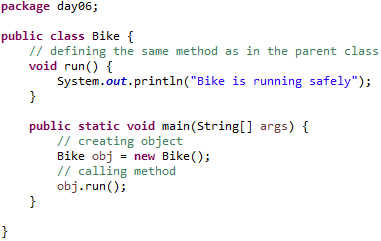 package day06;
public class Bike {
// defining the same method as in the parent class
void run() {
System.out.println("Bike is running safely");
}
public static void main(String[] args) {
// creating object
Bike obj = new Bike();
// calling method
obj.run();
}
}